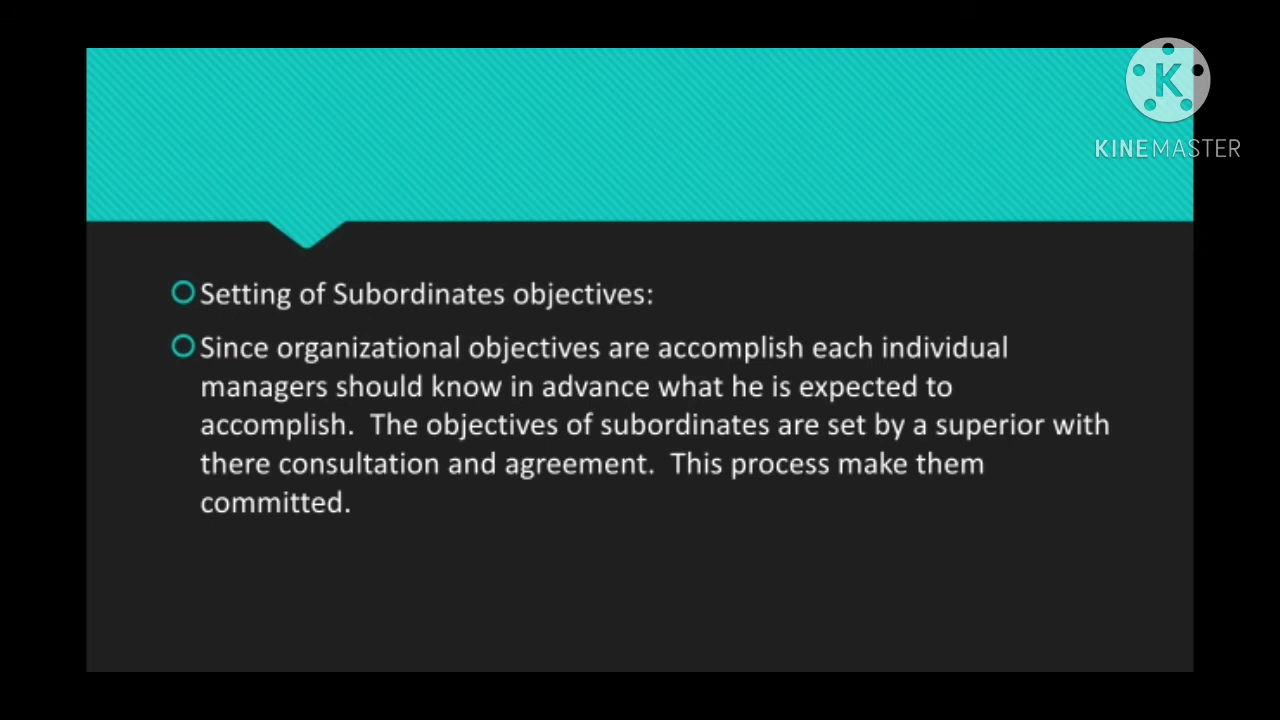 K
KINEMASTER
Setting of Subordinates objectives:
Since organizational objectives are accomplish each individual
managers should know in advance what he is expected to
accomplish.  The objectives of subordinates are set by a superior with
there consultation and agreement.  This process make them
committed.